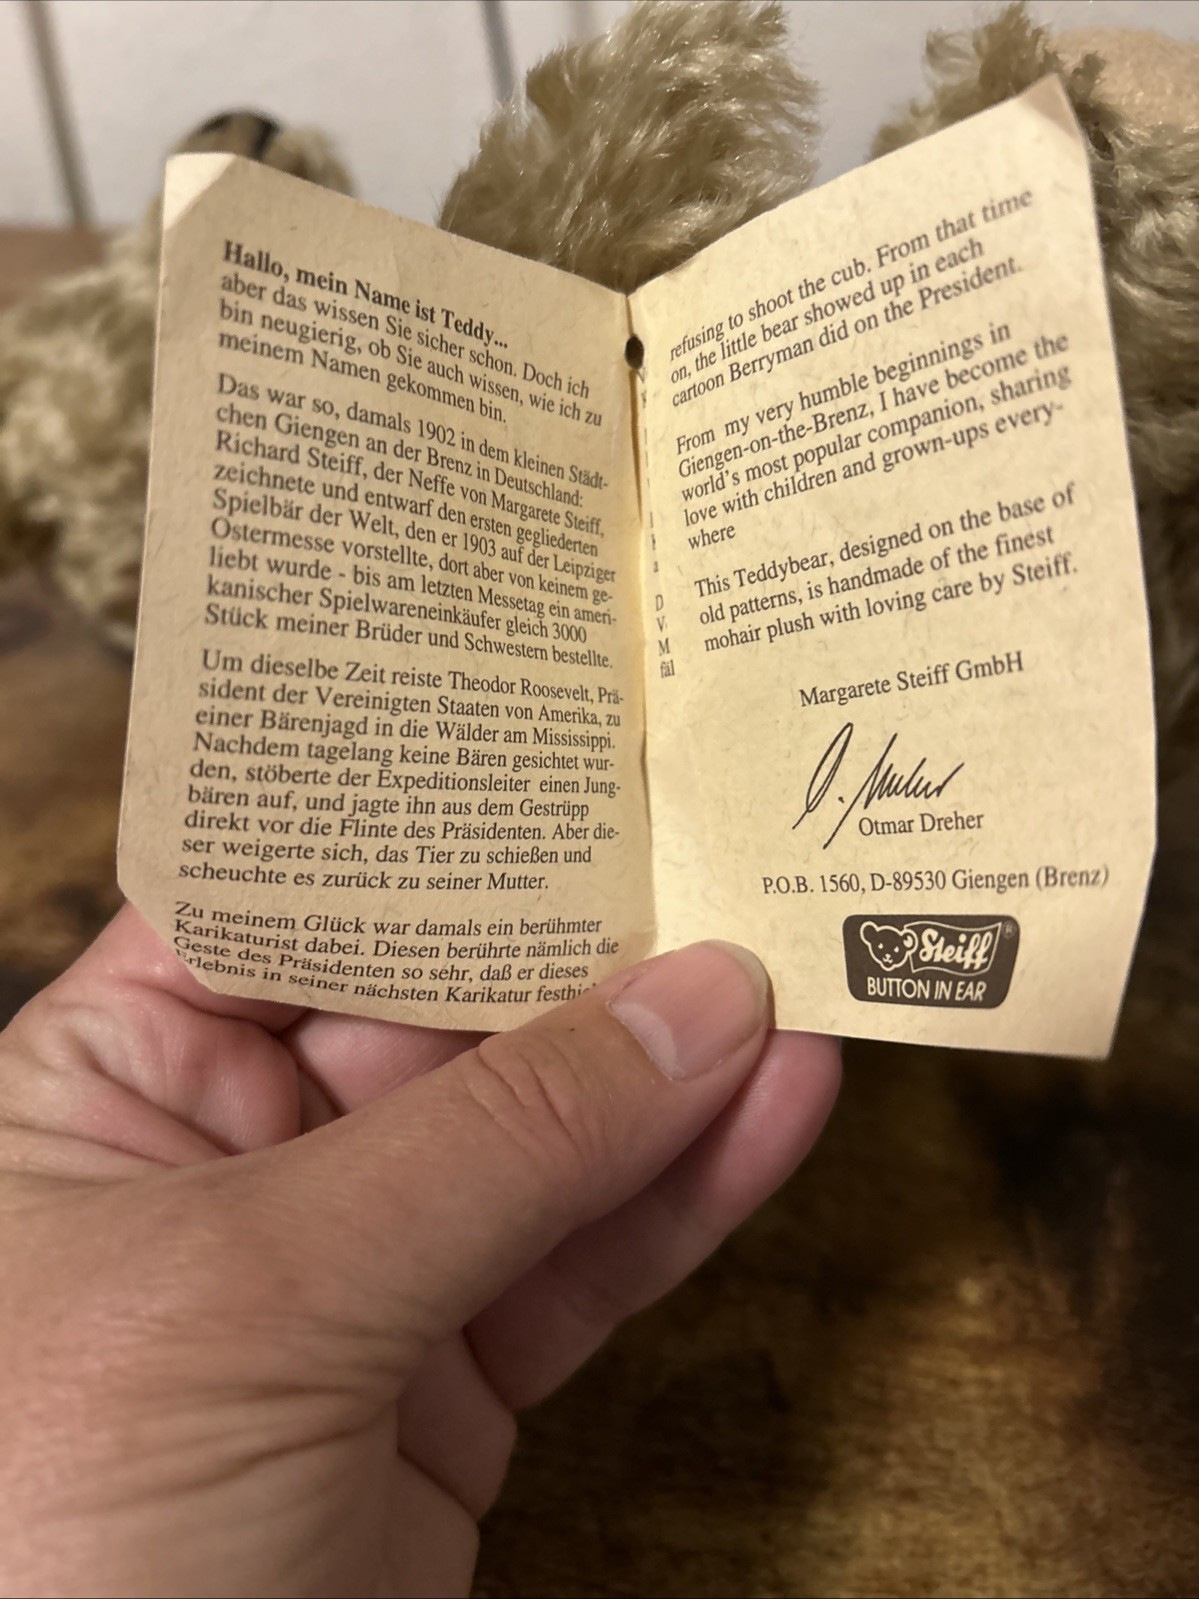 Hallo, mein Name ist Teddy...
aber das wissen Sie sicher schon. Doch ich
bin neugierig, ob Sie auch wissen, wie ich zu
meinem Namen gekommen bin.
Das war so, damals 1902 in dem kleinen Städt-
chen Giengen an der Brenz in Deutschland:
Richard Steiff, der Neffe von Margarete Steiff,
zeichnete und entwarf den ersten gegliederten
Spielbär der Welt, den er 1903 auf der Leipziger
Ostermesse vorstellte, dort aber von keinem ge-
liebt wurde - bis am letzten Messetag ein ameri-
kanischer Spielwareneinkäufer gleich 3000
Stück meiner Brüder und Schwestern bestellte.
Um dieselbe Zeit reiste Theodor Roosevelt, Prä-
sident der Vereinigten Staaten von Amerika, zu
einer Bärenjagd in die Wälder am Mississippi.
Nachdem tagelang keine Bären gesichtet wur-
den, stöberte der Expeditionsleiter einen Jung-
bären auf, und jagte ihn aus dem Gestrüpp
direkt vor die Flinte des Präsidenten. Aber die-
ser weigerte sich, das Tier zu schießen und
scheuchte es zurück zu seiner Mutter.
Zu meinem Glück war damals ein berühmter
Karikaturist dabei. Diesen berührte nämlich die
Geste des Präsidenten so sehr, daß er dieses
Erlebnis in seiner nächsten Karikatur
D
V
M
fäl
refusing to shoot the cub. From that time
on, the little bear showed up in each
cartoon Berryman did on the President.
From my very humble beginnings in
Giengen-on-the-Brenz, I have become the
world's most popular companion, sharing
love with children and grown-ups every-
where
This Teddybear, designed on the base of
old patterns, is handmade of the finest
mohair plush with loving care by Steiff.
Margarete Steiff GmbH
O. Dreher
Otmar Dreher
P.O.B. 1560, D-89530 Giengen (Brenz)
Steiff ®
BUTTON IN EAR